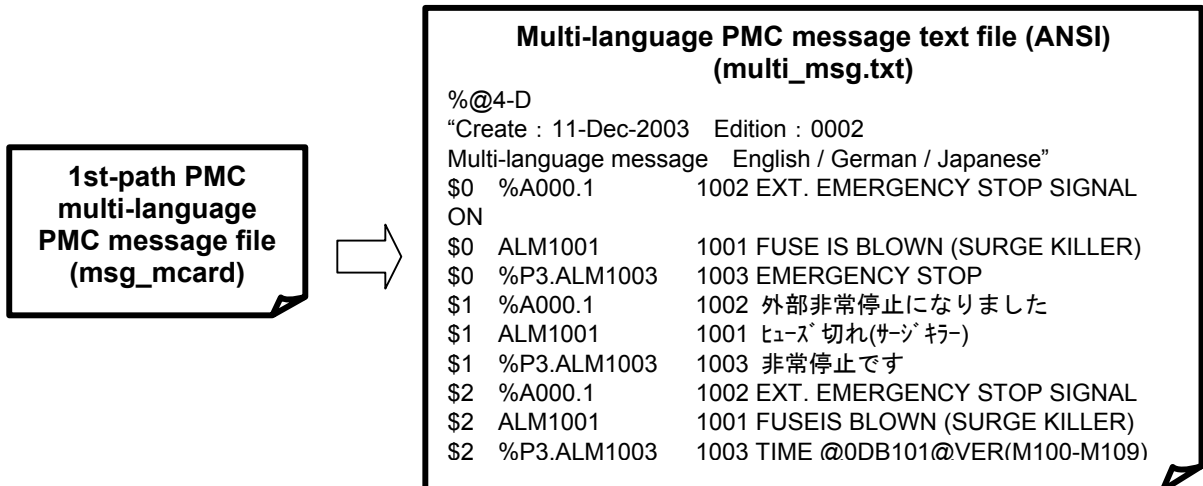 1st-path PMC
multi-language
PMC message file
(msg_mcard)
Multi-language PMC message text file (ANSI)
(multi_msg.txt)
%@4-D
“Create：11-Dec-2003 Edition：0002
Multi-language message English / German / Japanese”
$0 %A000.1 1002 EXT. EMERGENCY STOP SIGNAL
ON
$0 ALM1001 1001 FUSE IS BLOWN (SURGE KILLER)
$0 %P3.ALM1003 1003 EMERGENCY STOP
$1 %A000.1 1002 外部非常停止になりました
$1 ALM1001 1001 ﾋｭｰｽﾞ切れ(ｻｰｼﾞｷﾗｰ)
$1 %P3.ALM1003 1003 非常停止です
$2 %A000.1 1002 EXT. EMERGENCY STOP SIGNAL
$2 ALM1001 1001 FUSEIS BLOWN (SURGE KILLER)
$2 %P3.ALM1003 1003 TIME @0DB101@VER(M100-M109)